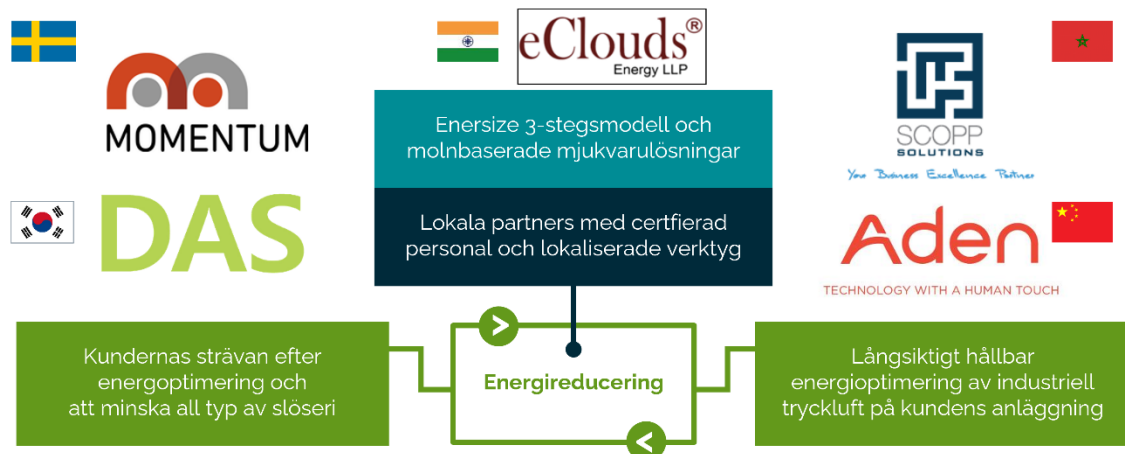 eClouds®
Energy LLP
MOMENTUM
SCOPP
SOLUTIONS
Your Business Excellence Partner
Enersize 3-stegsmodell och
molnbaserade mjukvarulösningar
DAS
Lokala partners med certfierad
personal och lokaliserade verktyg
Aden
TECHNOLOGY WITH A HUMAN TOUCH
Kundernas strävan efter
energoptimering och
att minska all typ av slöseri
Energireducering
Långsiktigt hållbar
energioptimering av industriell
tryckluft på kundens anläggning